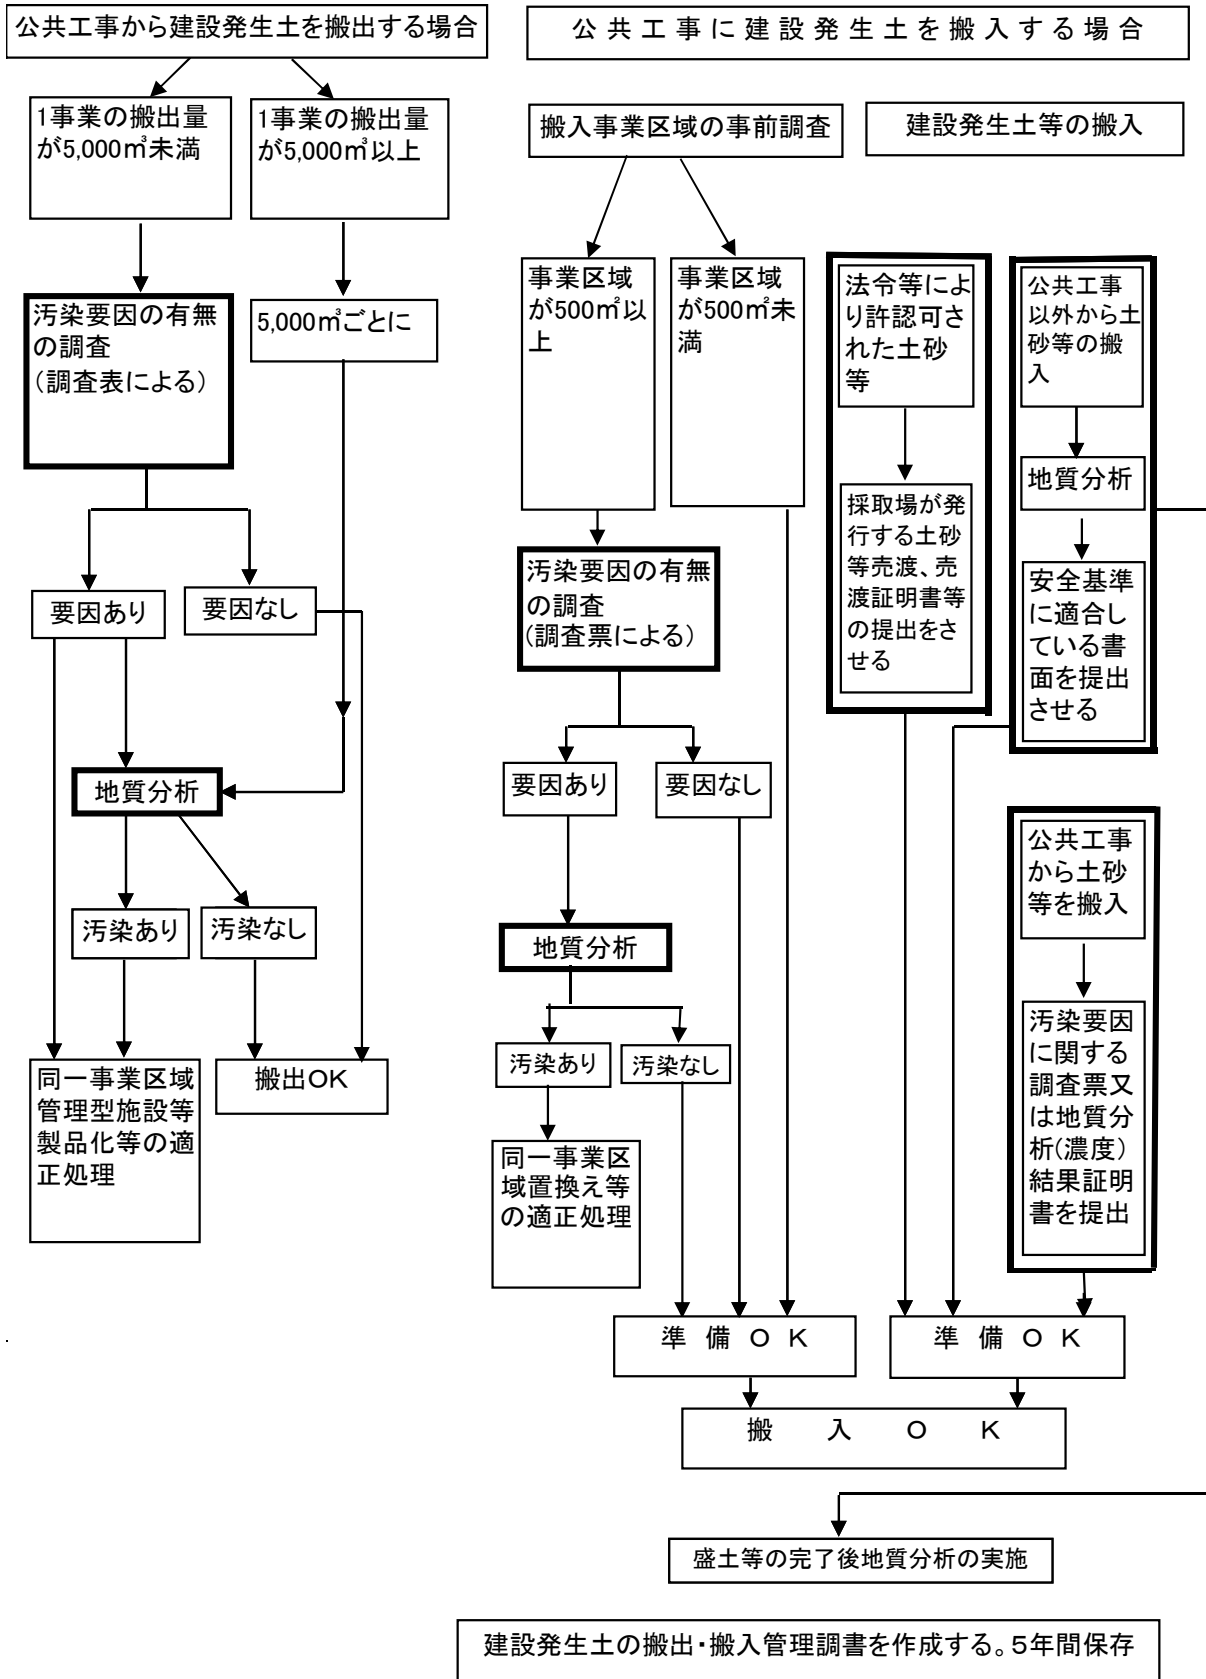 公共工事から建設発生土を搬出する場合
1事業の搬出量
が5,000㎥未満
1事業の搬出量
が5,000㎥以上
汚染要因の有無
の調査
（調査表による）
5,000㎥ごとに
要因あり
要因なし
地質分析
汚染あり
汚染なし
同一事業区域
管理型施設等
製品化等の適
正処理
搬出OK
公共工事に建設発生土を搬入する場合
搬入事業区域の事前調査
建設発生土等の搬入
事業区域
が500㎡以
上
事業区域
が500㎡未
満
汚染要因の有無
の調査
(調査票による）
要因あり
要因なし
地質分析
汚染あり
汚染なし
同一事業区
域置換え等
の適正処理
法令等によ
り許認可さ
れた土砂
等
採取場が発
行する土砂
等売渡、売
渡証明書等
の提出をさ
せる
公共工事
以外から土
砂等の搬
入
地質分析
安全基準
に適合し
ている書
面を提出
させる
公共工事
から土砂
等を搬入
汚染要因
に関する
調査票又
は地質分
析(濃度）
結果証明
書を提出
準備OK
準備OK
搬入OK
盛土等の完了後地質分析の実施
建設発生土の搬出・搬入管理調書を作成する。5年間保存